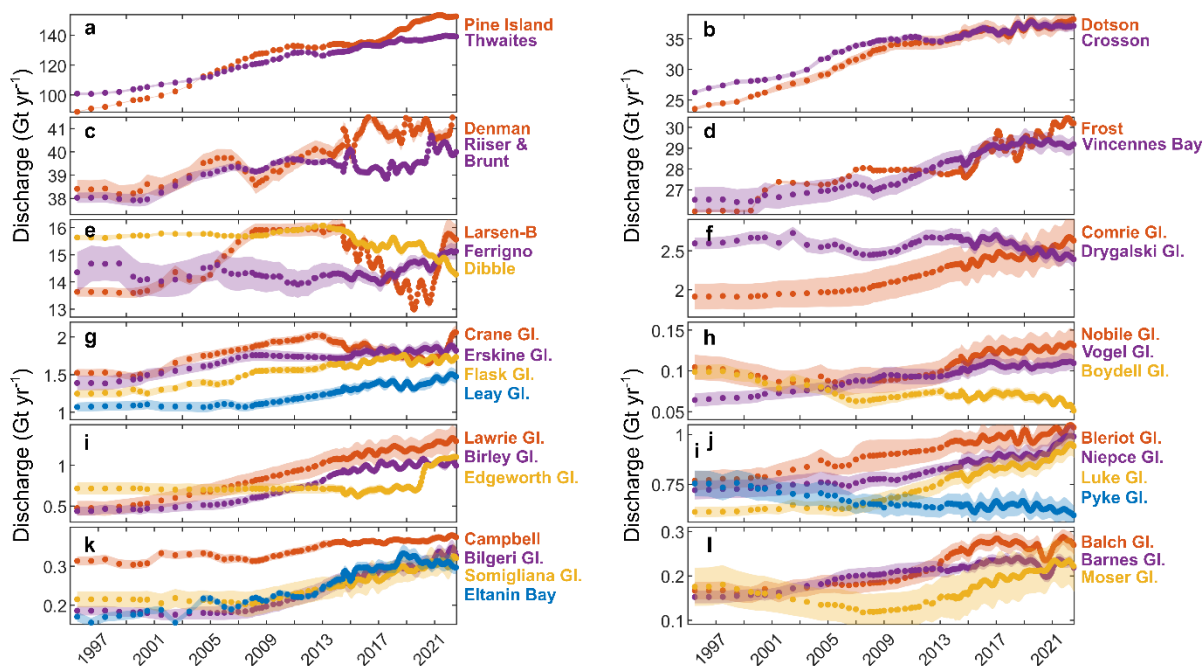 a
Pine Island
Thwaites
140
120
100
b
Dotson
Crosson
35
30
25
c
Denman
Riiser &
Brunt
41
40
39
38
d
Frost
Vincennes Bay
30
29
28
27
e
Larsen-B
Ferrigno
Dibble
16
15
14
13
f
Comrie Gl.
Drygalski Gl.
2.5
2
g
Crane Gl.
Erskine Gl.
Flask Gl.
Leay Gl.
2
1.5
1
h
Nobile Gl.
Vogel Gl.
Boydell Gl.
0.15
0.1
0.05
i
Lawrie Gl.
Birley Gl.
Edgeworth Gl.
1
0.5
i j
Bleriot Gl.
Niepce Gl.
Luke Gl.
Pyke Gl.
1
0.75
k
Campbell
Bilgeri Gl.
Somigliana Gl.
Eltanin Bay
0.3
0.2
l
Balch Gl.
Barnes Gl.
Moser Gl.
0.3
0.2
0.1
Discharge (Gt yr-1)
Discharge (Gt yr-1)
Discharge (Gt yr-1)
Discharge (Gt yr-1)
1997 2001 2005 2009 2013 2017 2021
1997 2001 2005 2009 2013 2017 2021